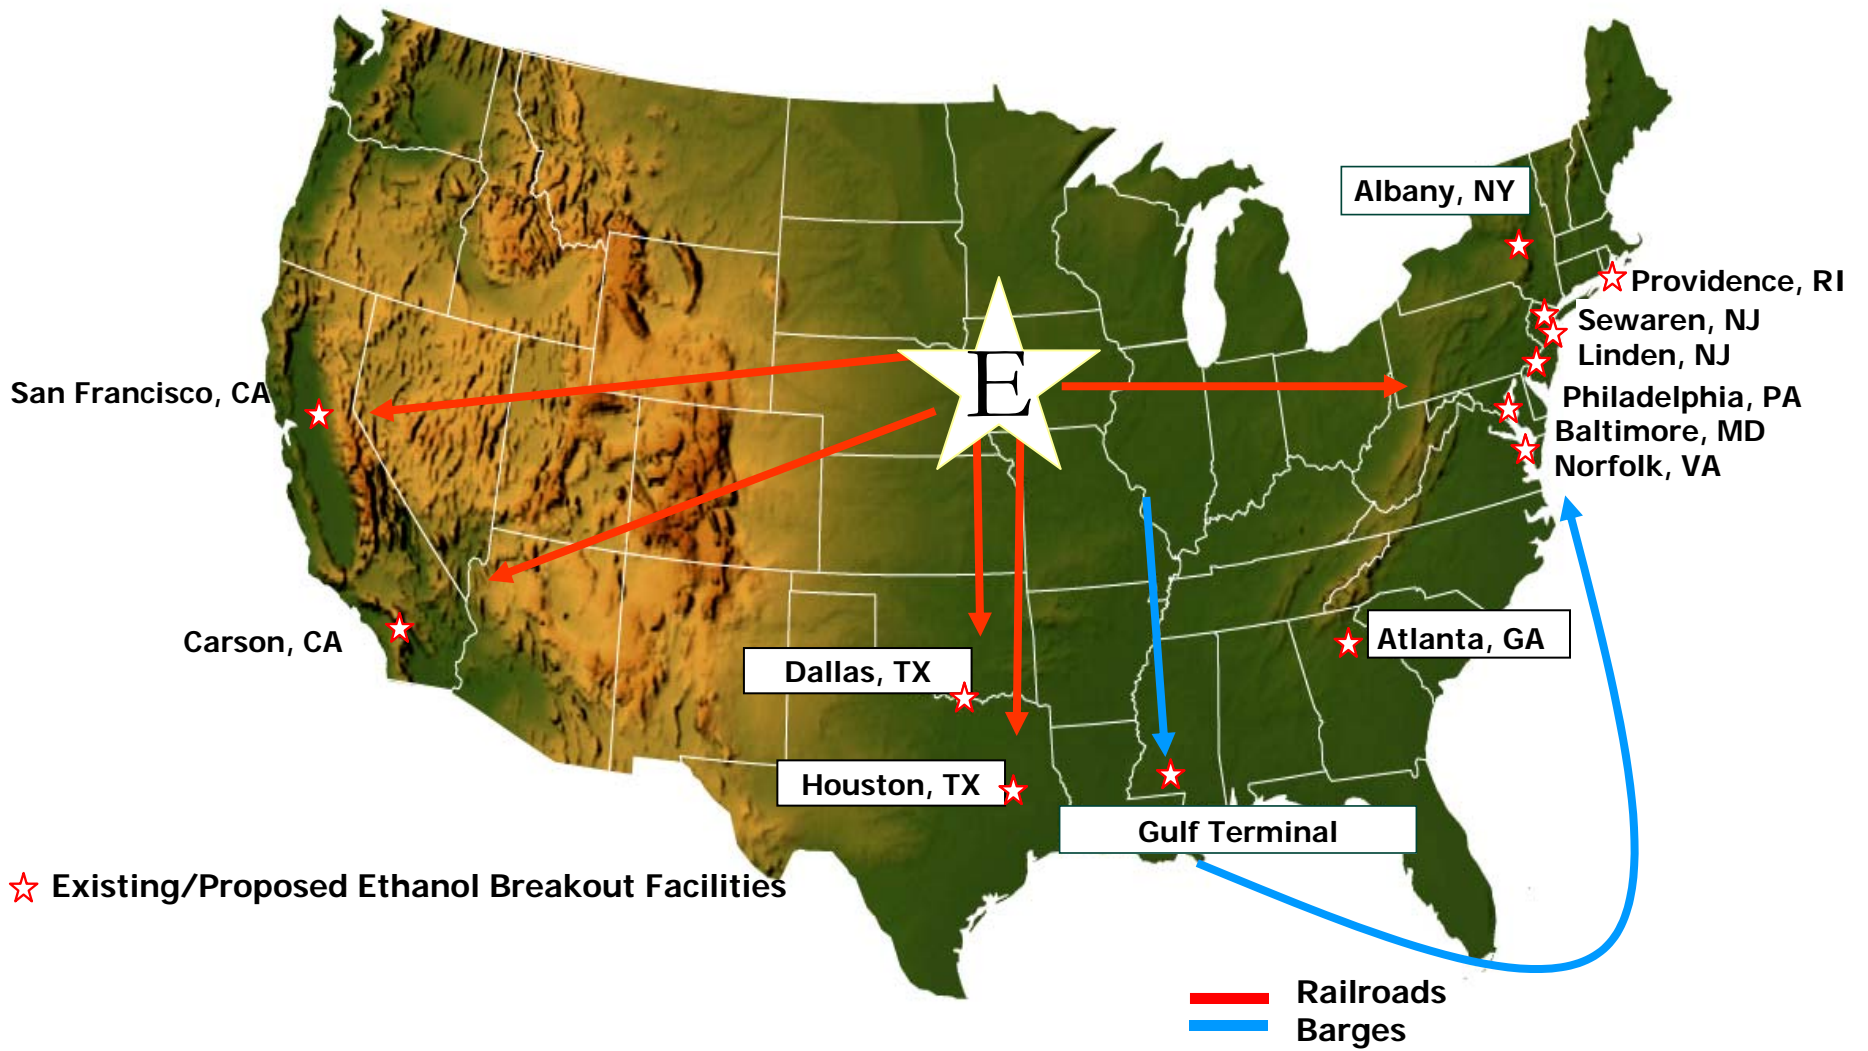 Albany, NY
Providence, RI
Sewaren, NJ
Linden, NJ
E
San Francisco, CA
Philadelphia, PA
Baltimore, MD
Norfolk, VA
Carson, CA
Atlanta, GA
Dallas, TX
Houston, TX
Gulf Terminal
Existing/Proposed Ethanol Breakout Facilities
Railroads
Barges